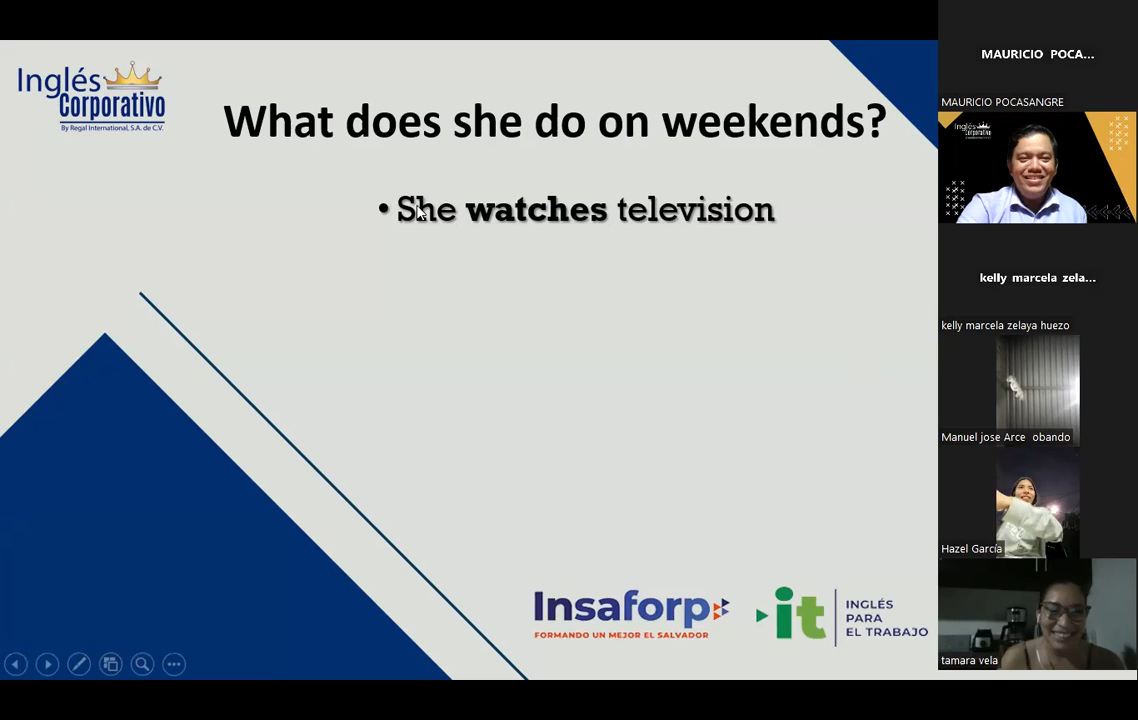 Inglés
Corporativo
By Regal International, S.A. de C.V.
What does she do on weekends?
• She watches television
Insaforp
FORMANDO UN MEJOR EL SALVADOR
it
INGLÉS
PARA
EL TRABAJO
MAURICIO POCA...
MAURICIO POCASANGRE
Inglés
Corporativo
kelly marcela zela...
kelly marcela zelaya huezo
Manuel jose Arce obando
Hazel García
tamara vela